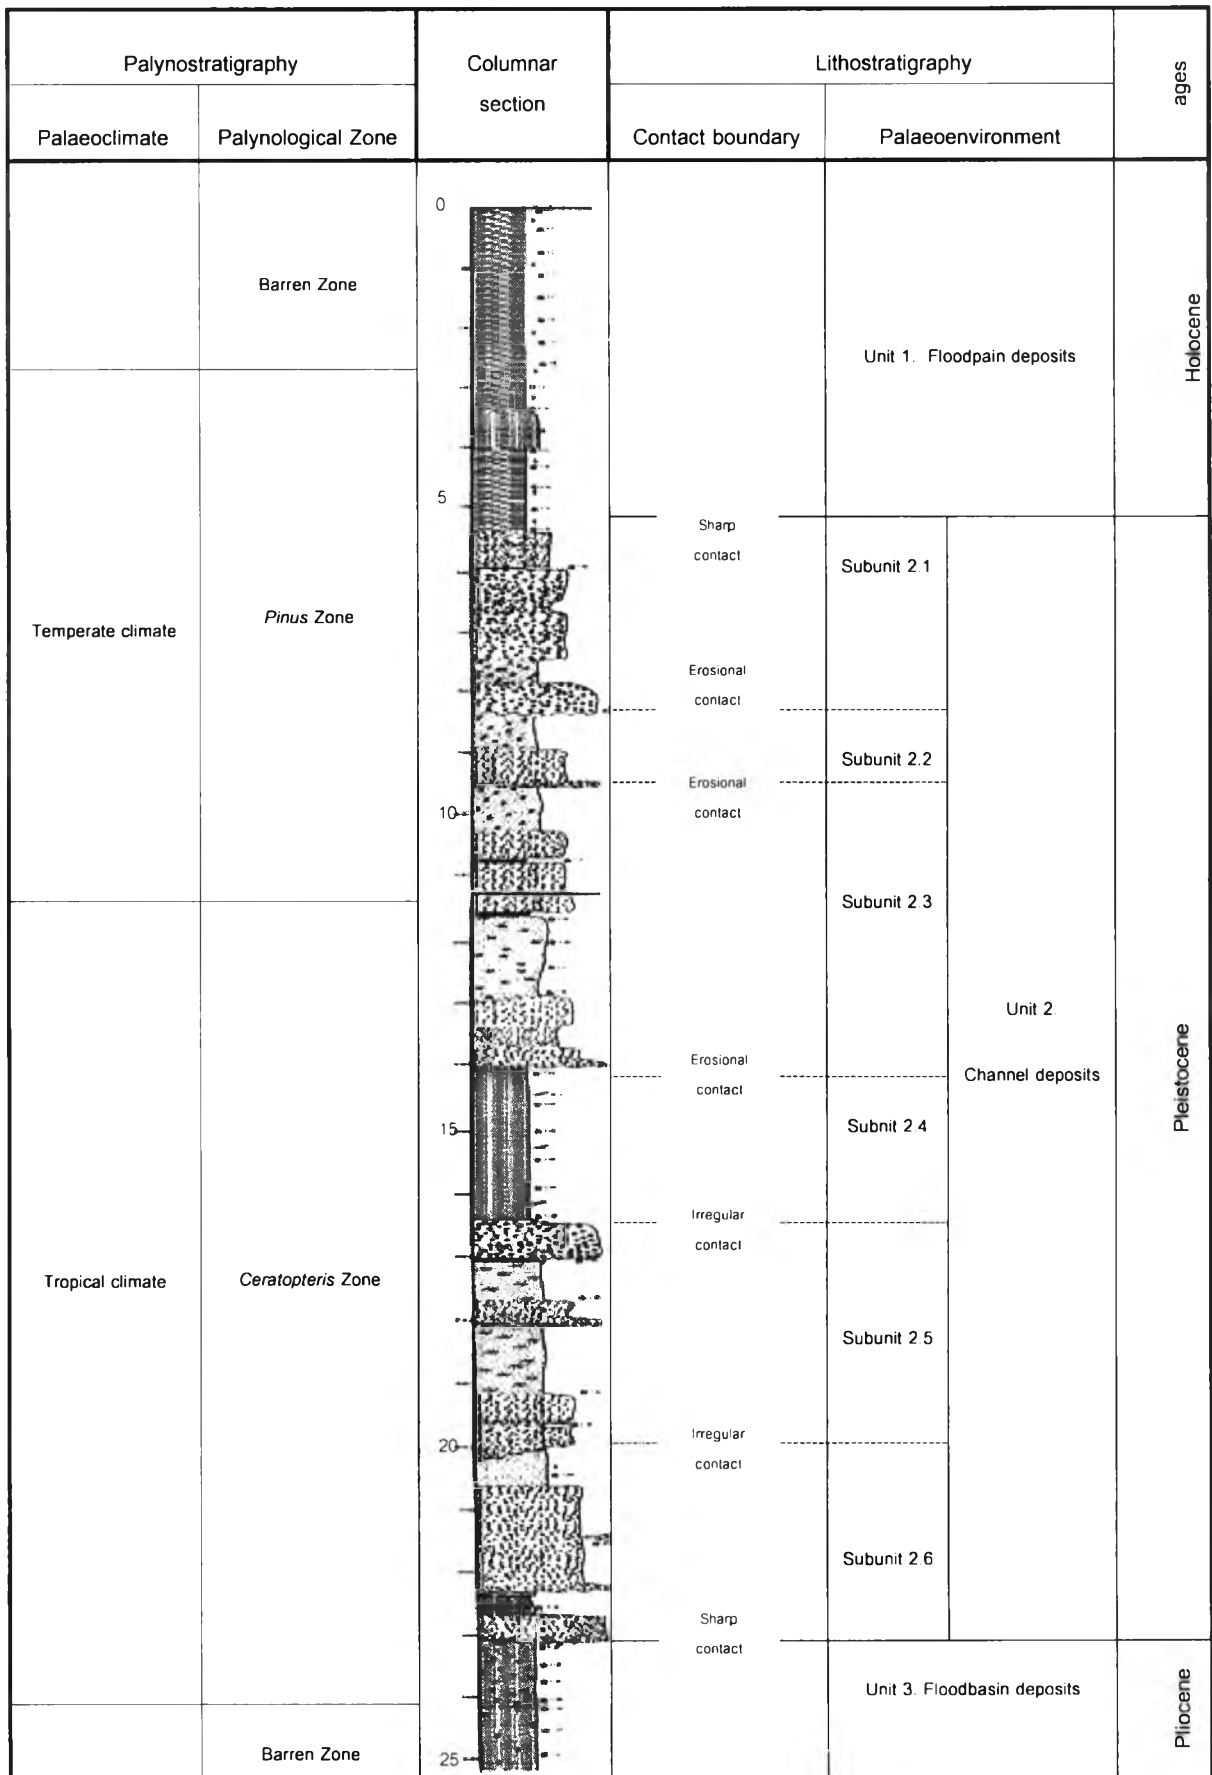 Palynostratigraphy
Columnar
section
Lithostratigraphy
ages
Palaeoclimate
Palynological Zone
Contact boundary
Palaeoenvironment
0
Barren Zone
Unit 1. Floodpain deposits
Holocene
5
Sharp
contact
Subunit 2.1
Temperate climate
Pinus Zone
Erosional
contact
Subunit 2.2
Erosional
contact
10
Subunit 2.3
Unit 2.
Channel deposits
Pleistocene
Erosional
contact
Subnit 2.4
15
Irregular
contact
Tropical climate
Ceratopteris Zone
Subunit 2.5
Irregular
contact
20
Subunit 2.6
Sharp
contact
Unit 3. Floodbasin deposits
Pliocene
Barren Zone
25